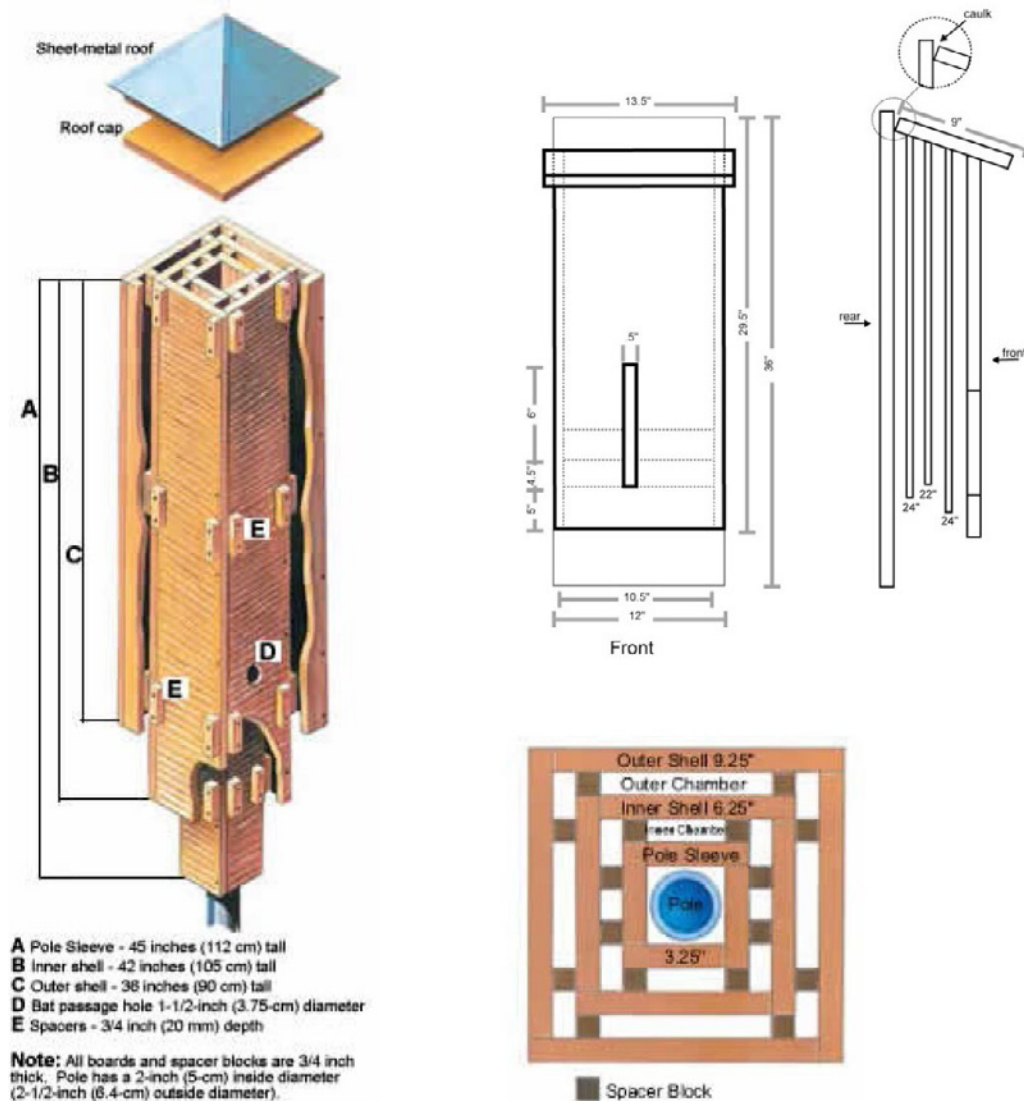 Sheet-metal roof
Roof cap
A
B
C
E
D
E
A Pole Sleeve - 45 inches (112 cm) tall
B Inner shell - 42 inches (105 cm) tall
C Outer shell - 36 inches (90 cm) tall
D Bat passage hole 1-1/2-inch (3.75-cm) diameter
E Spacers - 3/4 inch (20 mm) depth
Note: All boards and spacer blocks are 3/4 inch
thick. Pole has a 2-inch (5-cm) inside diameter
(2-1/2-inch (6.4-cm) outside diameter).
13.5"
.5"
29.5"
36"
6"
4.5"
5"
10.5"
12"
Front
caulk
9"
rear
front
24"
22"
24"
Outer Shell 9.25"
Outer Chamber
Inner Shell 6.25"
Inner Chamber
Pole Sleeve
Pole
3.25"
Spacer Block